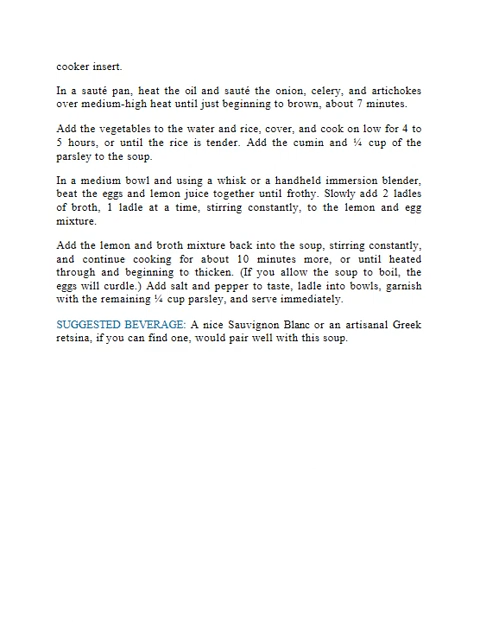 cooker insert.
In a sauté pan, heat the oil and sauté the onion, celery, and artichokes
over medium-high heat until just beginning to brown, about 7 minutes.
Add the vegetables to the water and rice, cover, and cook on low for 4 to
5 hours, or until the rice is tender. Add the cumin and ¼ cup of the
parsley to the soup.
In a medium bowl and using a whisk or a handheld immersion blender,
beat the eggs and lemon juice together until frothy. Slowly add 2 ladles
of broth, 1 ladle at a time, stirring constantly, to the lemon and egg
mixture.
Add the lemon and broth mixture back into the soup, stirring constantly,
and continue cooking for about 10 minutes more, or until heated
through and beginning to thicken. (If you allow the soup to boil, the
eggs will curdle.) Add salt and pepper to taste, ladle into bowls, garnish
with the remaining ¼ cup parsley, and serve immediately.
SUGGESTED BEVERAGE: A nice Sauvignon Blanc or an artisanal Greek
retsina, if you can find one, would pair well with this soup.